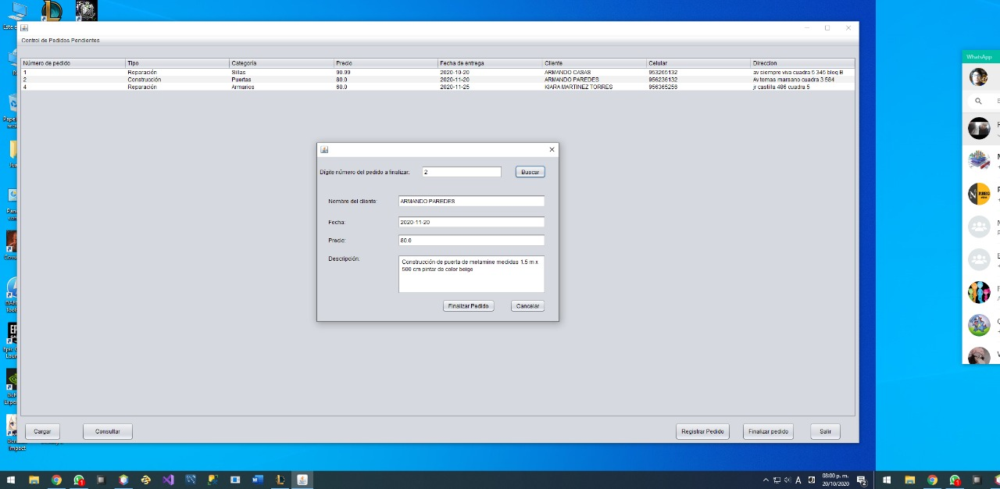 Control de Pedidos Pendientes
Número de pedido Tipo Categoría Precio Fecha de entrega Cliente Celular Direccion
1 Reparación Sillas 90.99 2020-10-20 ARMANDO CASAS 953265132 av siempre viva cuadra 5 345 bloq B
2 Construcción Puertas 80.0 2020-11-20 ARMANDO PAREDES 956236132 Av tomas marsano cuadra 3 584
4 Reparación Armarios 60.0 2020-11-25 KIARA MARTINEZ TORRES 956365256 jr castilla 486 cuadra 5
Digite número del pedido a finalizar: 2 Buscar
Nombre del cliente: ARMANDO PAREDES
Fecha: 2020-11-20
Precio: 80.0
Descripción: Construcción de puerta de melamine medidas 1.5 m x
500 cm pintar de color beige
Finalizar Pedido Cancelar
Cargar Consultar Registrar Pedido Finalizar pedido Salir
WhatsApp
08:00 p. m.
20/10/2020